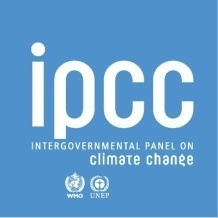 ipcc
INTERGOVERNMENTAL PANEL ON
climate change
WMO UNEP